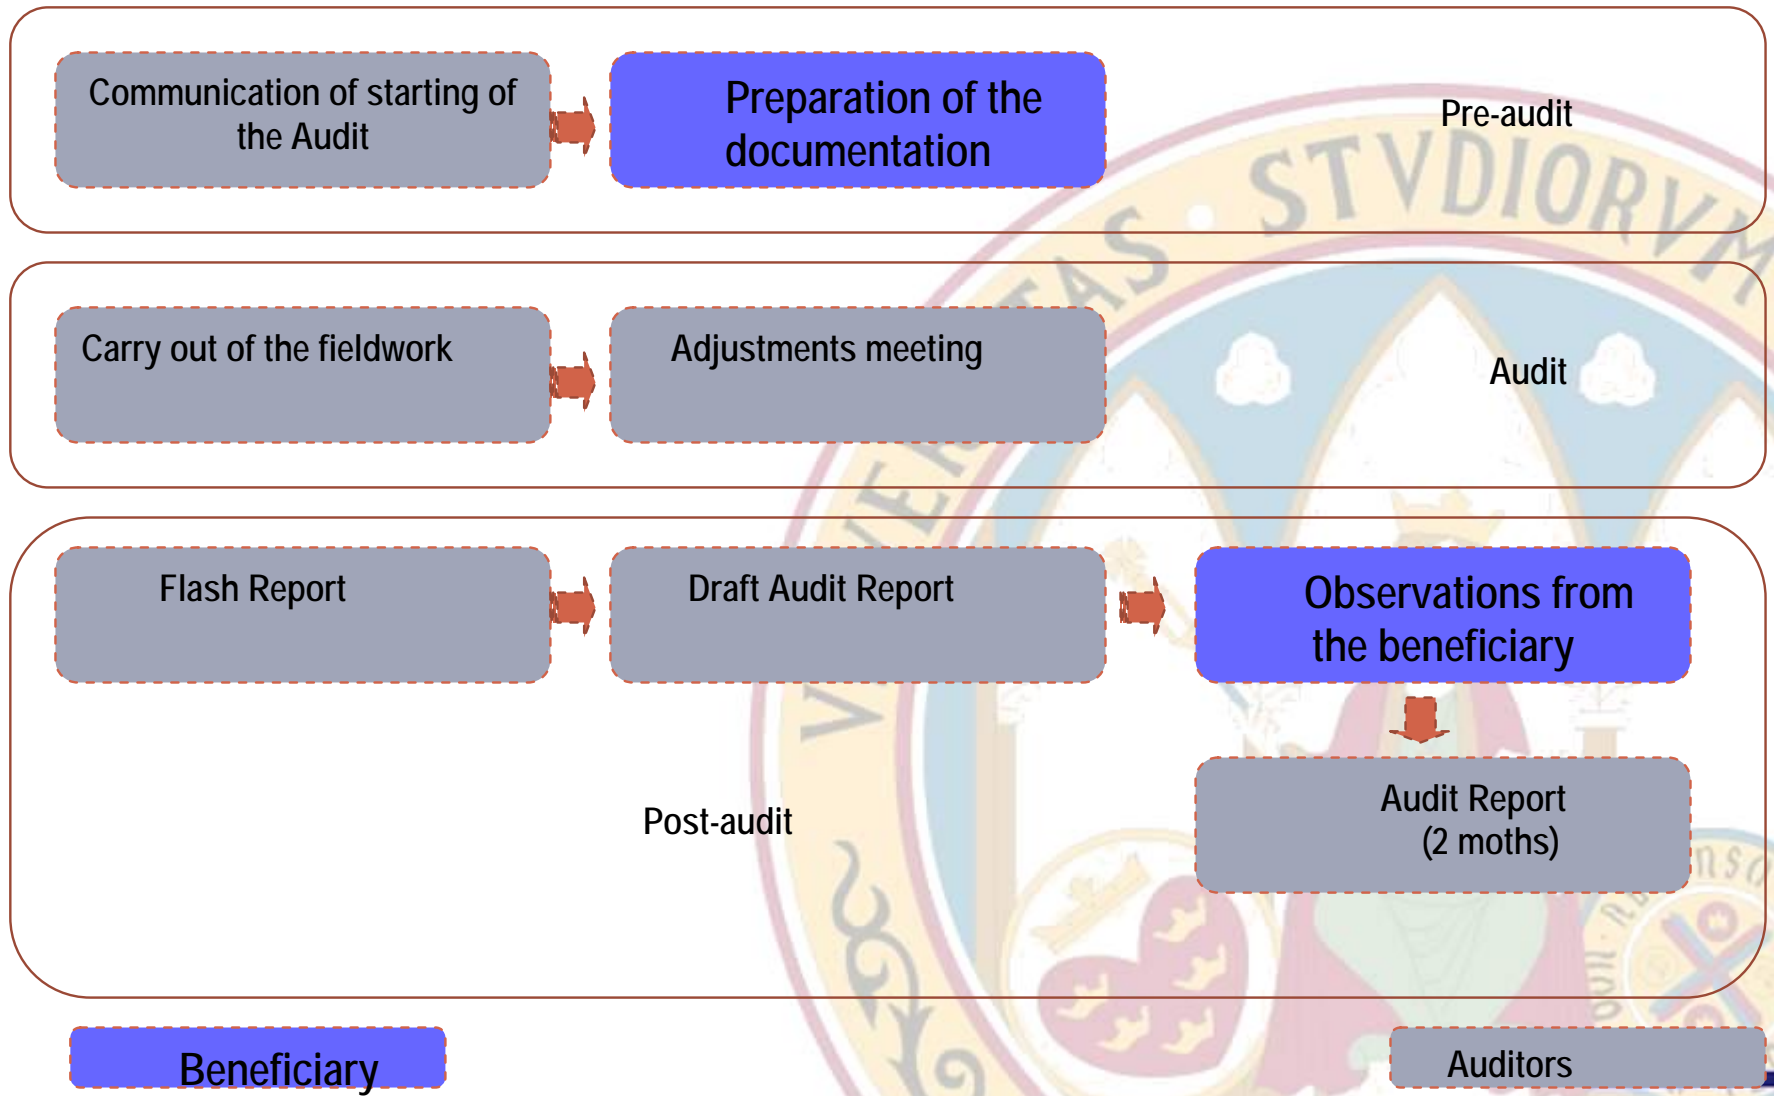 Communication of starting of
the Audit
Preparation of the
documentation
Pre-audit
STVDIORVM
Carry out of the fieldwork
Adjustments meeting
Audit
Flash Report
Draft Audit Report
Observations from
the beneficiary
Post-audit
Audit Report
(2 moths)
Beneficiary
Auditors